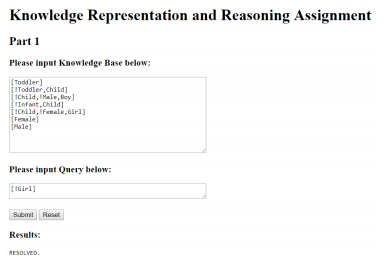 Knowledge Representation and Reasoning Assignment
Part 1
Please input Knowledge Base below:
[Toddler]
[!Toddler,Child]
[!Child,!Male,Boy]
[!Infant,Child]
[!Child,!Female,Girl]
[Female]
[Male]
Please input Query below:
[!Girl]
Submit Reset
Results:
RESOLVED.